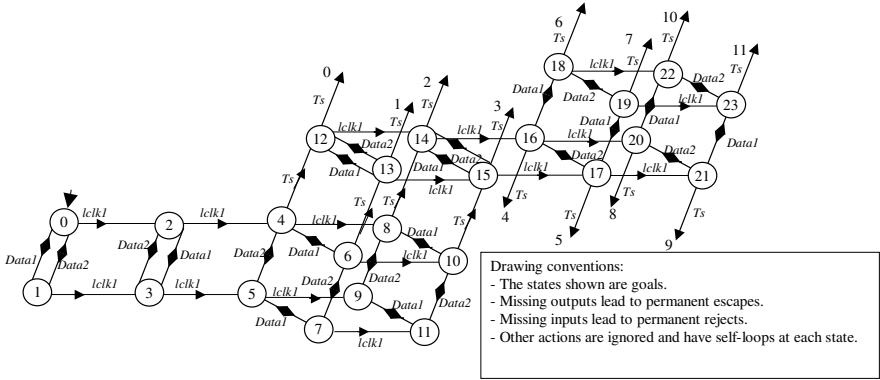 6 7 10 11
Ts Ts Ts Ts
18 lclk1 22 Data2
Data1 Data2 19 lclk1 23
Data1 Data1 Data1
0 1 2 3
Ts Ts Ts Ts
12 lclk1 14 lclk1 16 lclk1 20
Data2 Data1 13 lclk1 Data2 Data1 15 lclk1 Data2 17 lclk1 Data2 21
Ts Ts Ts Ts
4 5 8 9
Ts Ts Ts Ts
0 lclk1 2 lclk1 4 lclk1 8 Data1
Data1 Data2 Data2 Data1 Data2 Data1 6 lclk1 10
Data2 Data2 Data2
1 lclk1 3 lclk1 5 lclk1 9
Data1 7 lclk1 Data1 11
Drawing conventions:
- The states shown are goals.
- Missing outputs lead to permanent escapes.
- Missing inputs lead to permanent rejects.
- Other actions are ignored and have self-loops at each state.